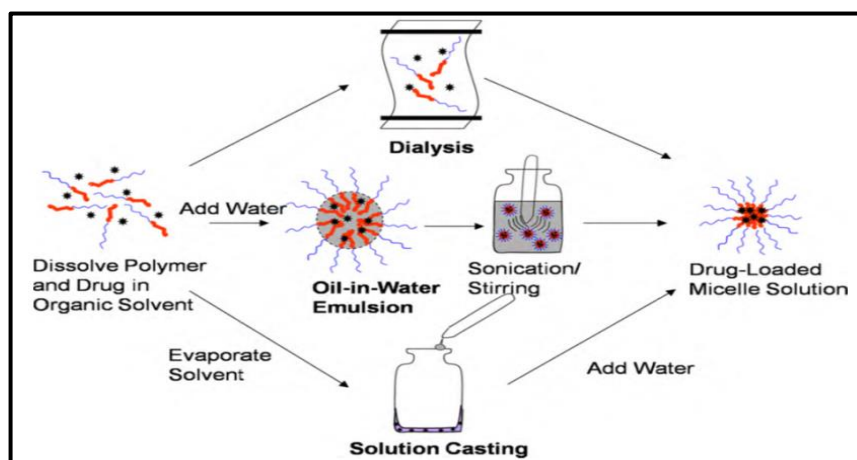 Dialysis
Add Water
Dissolve Polymer
and Drug in
Organic Solvent
Oil-in-Water
Emulsion
Sonication/
Stirring
Drug-Loaded
Micelle Solution
Evaporate
Solvent
Add Water
Solution Casting